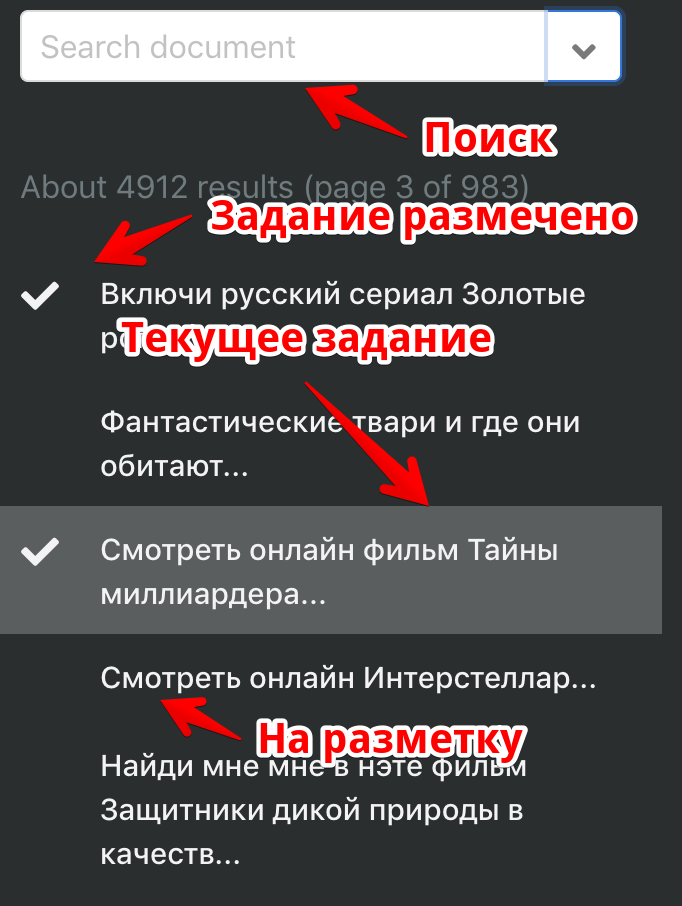 Search document
Поиск
About 4912 results (page 3 of 983)
Задание размечено
Включи русский сериал Золотые
Текущее задание
Фантастические твари и где они
обитают...
Смотреть онлайн фильм Тайны
миллиардера...
Смотреть онлайн Интерстеллар...
На разметку
Найди мне мне в нэте фильм
Защитники дикой природы в
качеств...